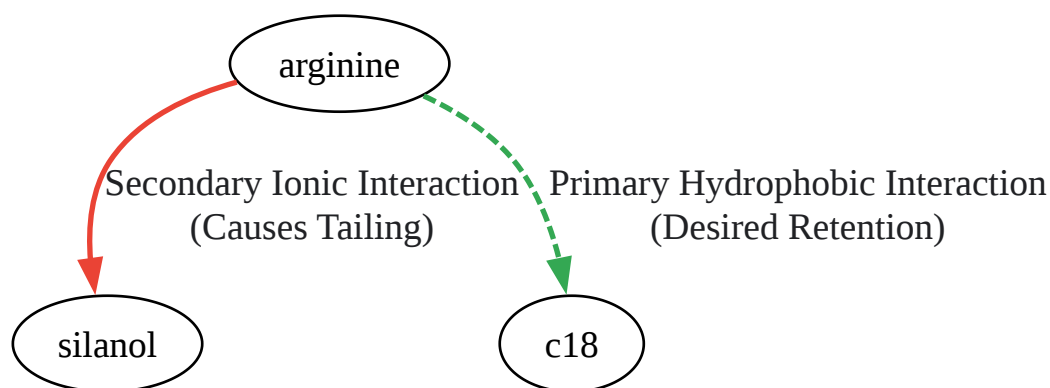 arginine
Secondary Ionic Interaction
(Causes Tailing)
Primary Hydrophobic Interaction
(Desired Retention)
silanol
c18